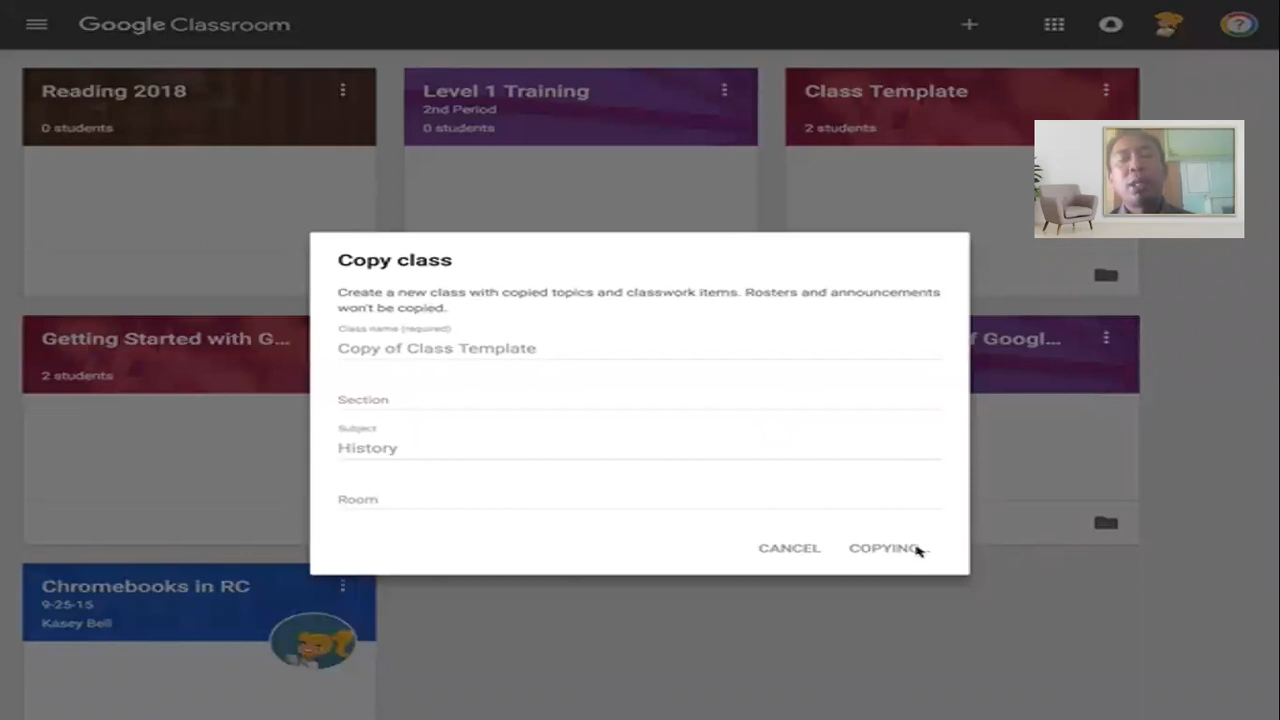 Google Classroom
Reading 2018
0 students
Level 1 Training
2nd Period
0 students
Class Template
2 students
Getting Started with G...
2 students
f Googl...
Copy class
Create a new class with copied topics and classwork items. Rosters and announcements
won't be copied.
Class name (required)
Copy of Class Template
Section
Subject
History
Room
CANCEL
COPYING...
Chromebooks in RC
9-25-15
Kasey Bell